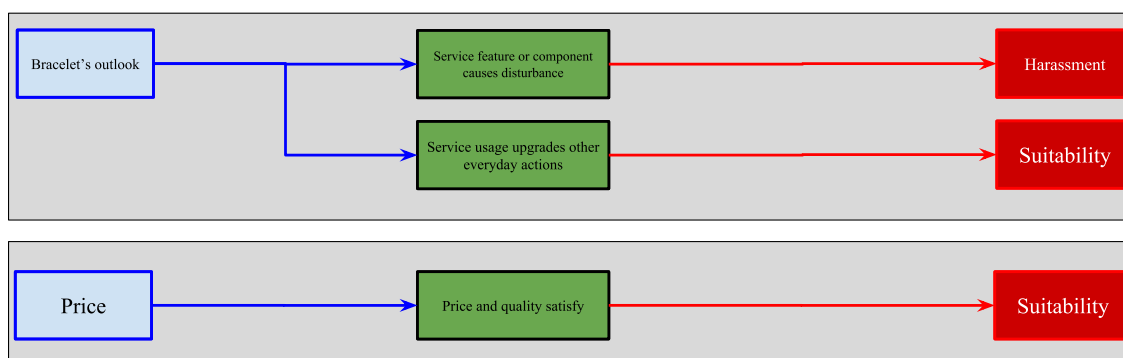 Bracelet's outlook
Service feature or component
causes disturbance
Harassment
Service usage upgrades other
everyday actions
Suitability
Price
Price and quality satisfy
Suitability